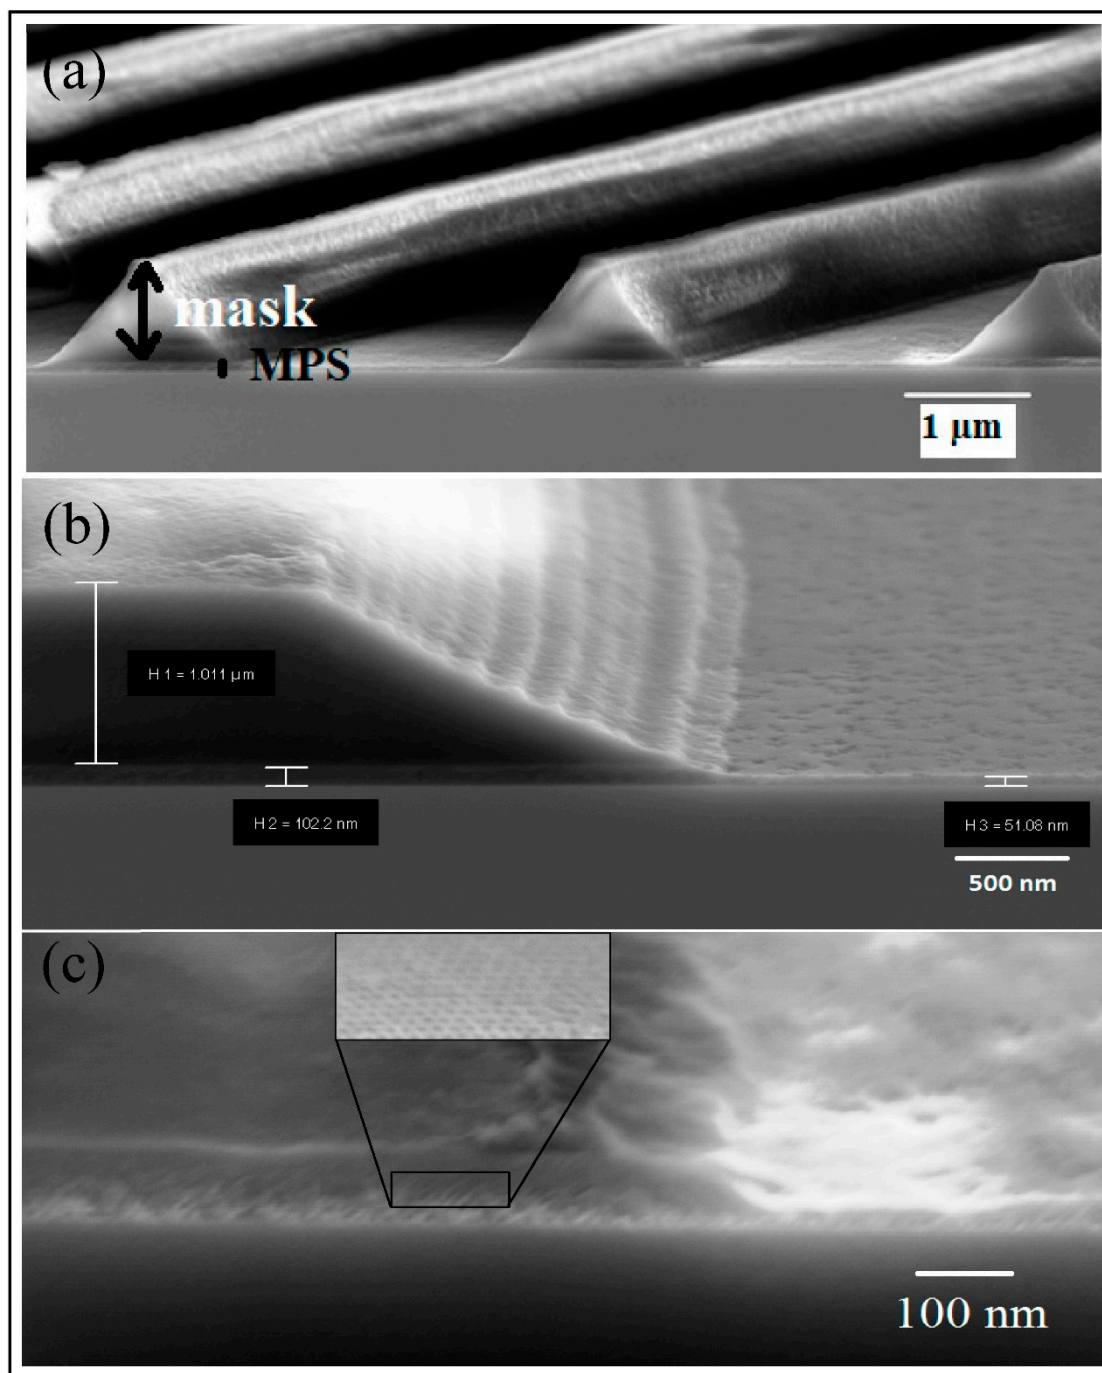 (a)
mask
MPS
1 μm
(b)
H 1 = 1.011 μm
H 2 = 102.2 nm
H 3 = 51.08 nm
500 nm
(c)
100 nm